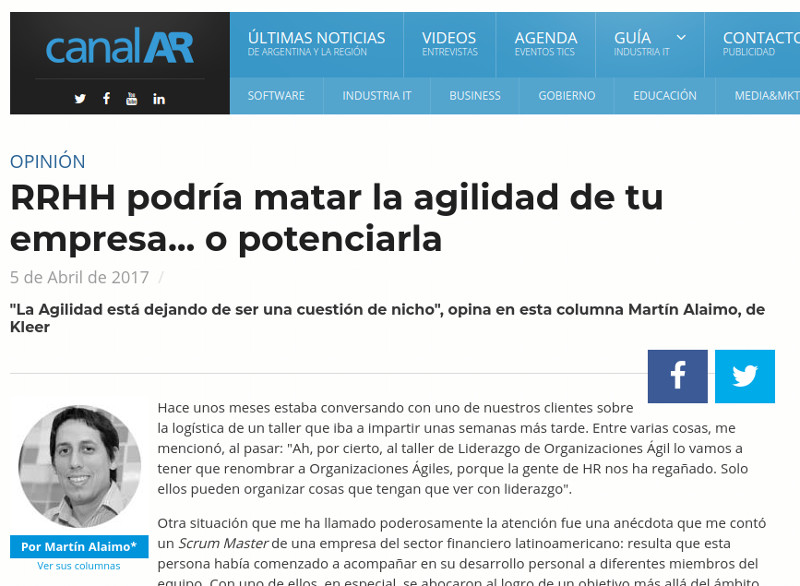 canalAR
ÚLTIMAS NOTICIAS
DE ARGENTINA Y LA REGIÓN
VIDEOS
ENTREVISTAS
AGENDA
EVENTOS TICS
GUÍA
INDUSTRIA IT
CONTACTO
PUBLICIDAD
SOFTWARE
INDUSTRIA IT
BUSINESS
GOBIERNO
EDUCACIÓN
MEDIA&MKT
OPINIÓN
RRHH podría matar la agilidad de tu
empresa... o potenciarla
5 de Abril de 2017 /
"La Agilidad está dejando de ser una cuestión de nicho", opina en esta columna Martín Alaimo, de
Kleer
Hace unos meses estaba conversando con uno de nuestros clientes sobre
la logística de un taller que iba a impartir unas semanas más tarde. Entre varias cosas, me
mencionó, al pasar: "Ah, por cierto, al taller de Liderazgo de Organizaciones Ágil lo vamos a
tener que renombrar a Organizaciones Ágiles, porque la gente de HR nos ha regañado. Solo
ellos pueden organizar cosas que tengan que ver con liderazgo".
Por Martín Alaimo*
Ver sus columnas
Otra situación que me ha llamado poderosamente la atención fue una anécdota que me contó
un Scrum Master de una empresa del sector financiero latinoamericano: resulta que esta
persona había comenzado a acompañar en su desarrollo personal a diferentes miembros del
equipo. Con uno de ellos, en especial, se abocaron al logro de un objetivo más allá del ámbito